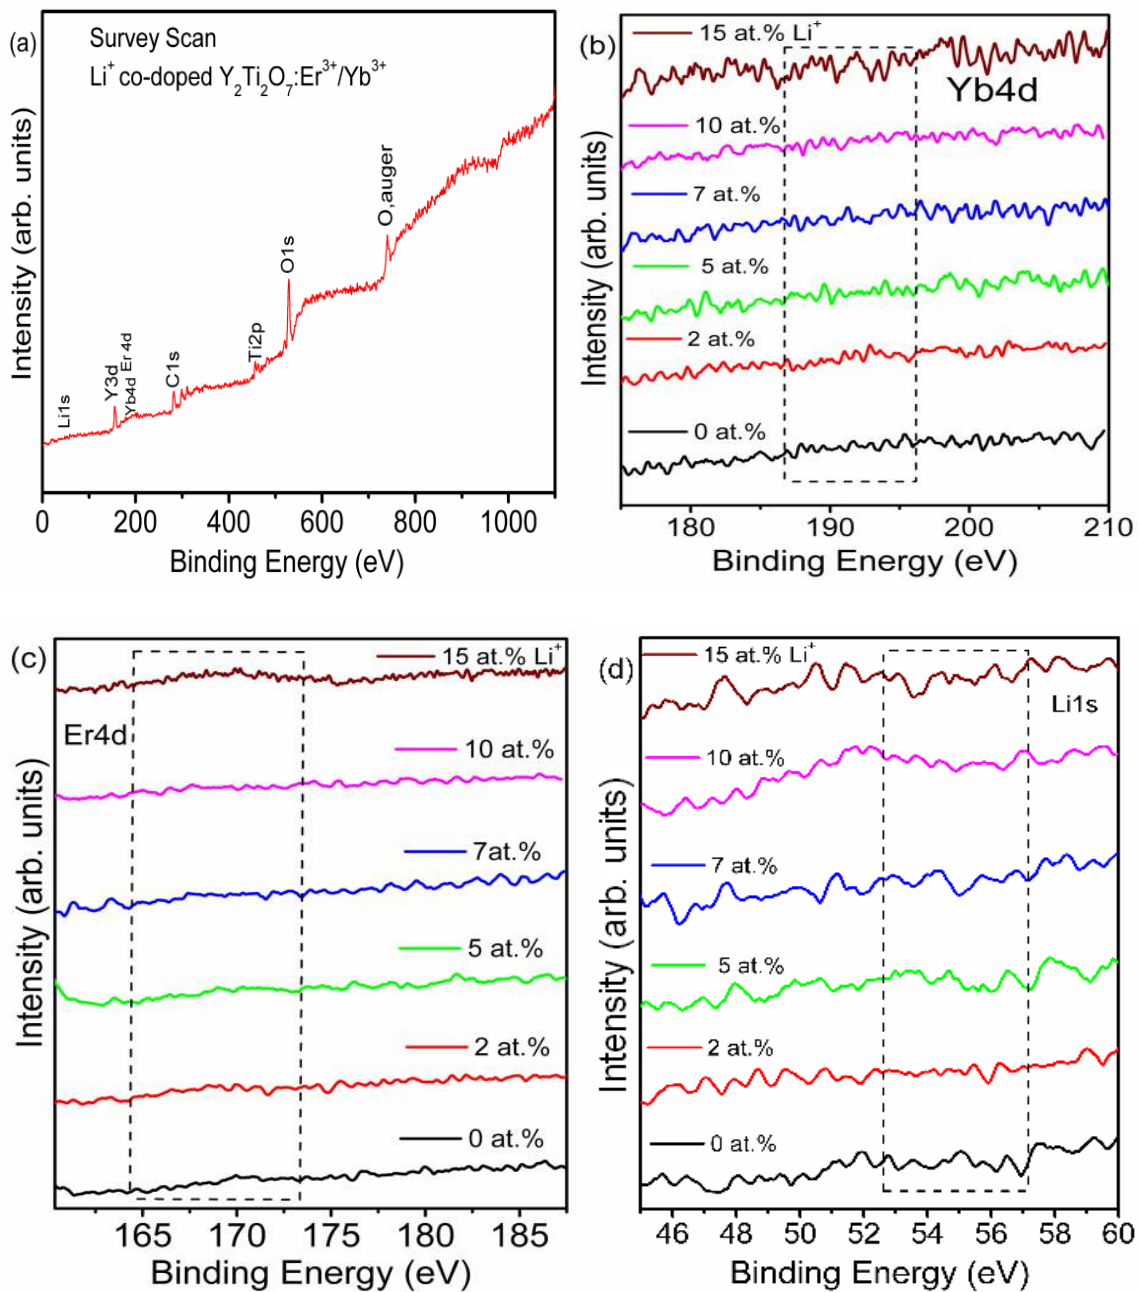 (a)
Survey Scan
Li⁺ co-doped Y₂Ti₂O₇:Er³⁺/Yb³⁺
Intensity (arb. units)
Li1s
Y3d
Yb4d
Er 4d
C1s
Ti2p
O1s
O,auger
0 200 400 600 800 1000
Binding Energy (eV)
(b)
15 at.% Li⁺
Yb4d
10 at.%
7 at.%
5 at.%
2 at.%
0 at.%
Intensity (arb. units)
180 190 200 210
Binding Energy (eV)
(c)
15 at.% Li⁺
Er4d
10 at.%
7at.%
5 at.%
2 at.%
0 at.%
Intensity (arb. units)
165 170 175 180 185
Binding Energy (eV)
(d)
15 at.% Li⁺
Li1s
10 at.%
7 at.%
5 at.%
2 at.%
0 at.%
Intensity (arb. units)
46 48 50 52 54 56 58 60
Binding Energy (eV)